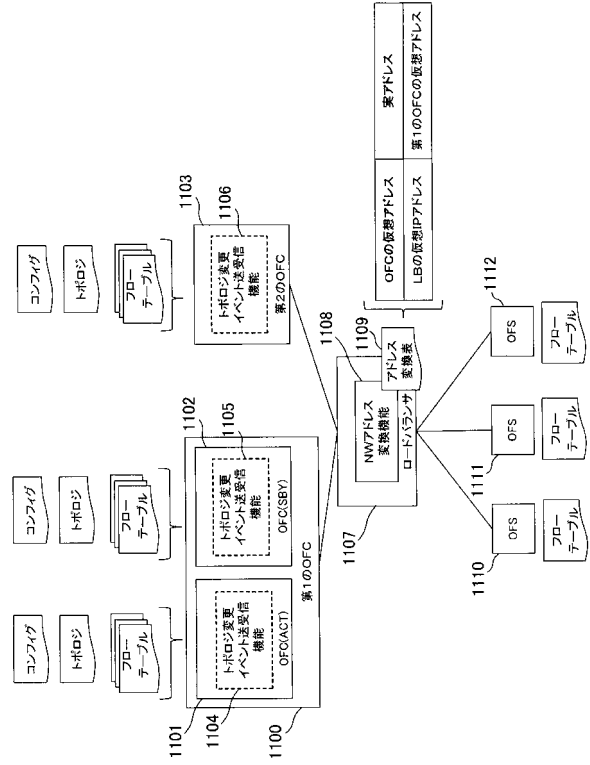 コンフィグ
トポロジ
フロー
テーブル
コンフィグ
トポロジ
フロー
テーブル
コンフィグ
トポロジ
フロー
テーブル
1101
1104
1100
トポロジ変更
イベント送受信
機能
OFC(ACT)
1102
1105
トポロジ変更
イベント送受信
機能
OFC(SBY)
第1のOFC
1103
1106
トポロジ変更
イベント送受信
機能
第2のOFC
1107
1108
1109
NWアドレス
変換機能
アドレス
変換表
ロードバランサ
OFCの仮想アドレス
実アドレス
LBの仮想IPアドレス
第1のOFCの仮想アドレス
1110
OFS
フロー
テーブル
1111
OFS
フロー
テーブル
1112
OFS
フロー
テーブル